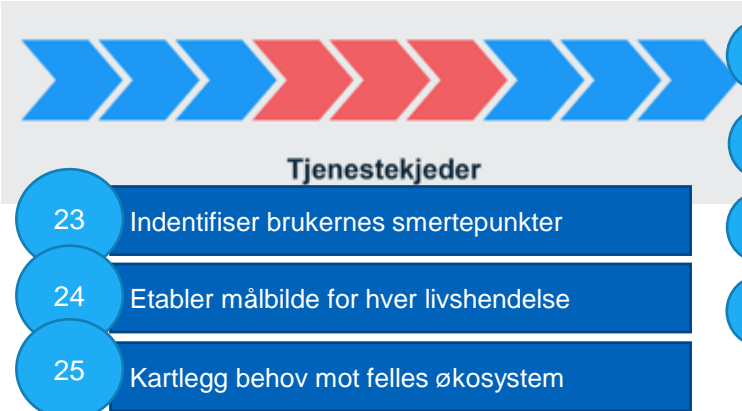 Tjenestekjeder
23 Indentifiser brukernes smertepunkter
24 Etabler målbilde for hver livshendelse
25 Kartlegg behov mot felles økosystem